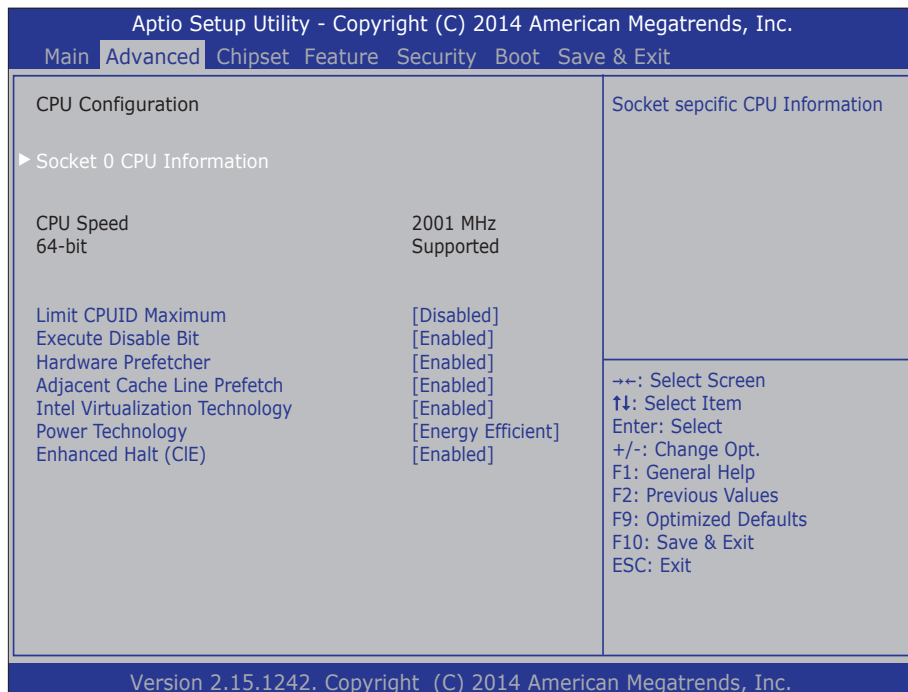 Aptio Setup Utility - Copyright (C) 2014 American Megatrends, Inc.
Main Advanced Chipset Feature Security Boot Save & Exit
CPU Configuration
Socket sepcific CPU Information
▶ Socket 0 CPU Information
CPU Speed 2001 MHz
64-bit Supported
Limit CPUID Maximum [Disabled]
Execute Disable Bit [Enabled]
Hardware Prefetcher [Enabled]
Adjacent Cache Line Prefetch [Enabled]
Intel Virtualization Technology [Enabled]
Power Technology [Energy Efficient]
Enhanced Halt (ClE) [Enabled]
→←: Select Screen
↑↓: Select Item
Enter: Select
+/-: Change Opt.
F1: General Help
F2: Previous Values
F9: Optimized Defaults
F10: Save & Exit
ESC: Exit
Version 2.15.1242. Copyright (C) 2014 American Megatrends, Inc.